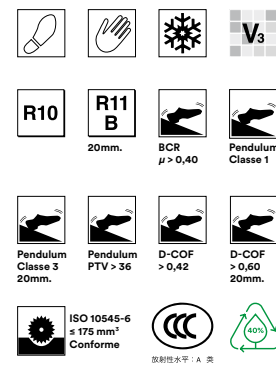 V3
R10
R11
B
20mm.
BCR
μ > 0,40
Pendulum
Classe 1
Pendulum
Classe 3
20mm.
Pendulum
PTV > 36
D-COF
> 0,42
D-COF
> 0,60
20mm.
ISO 10545-6
≤ 175 mm³
Conforme
CCC
放射性水平：A 类
40%